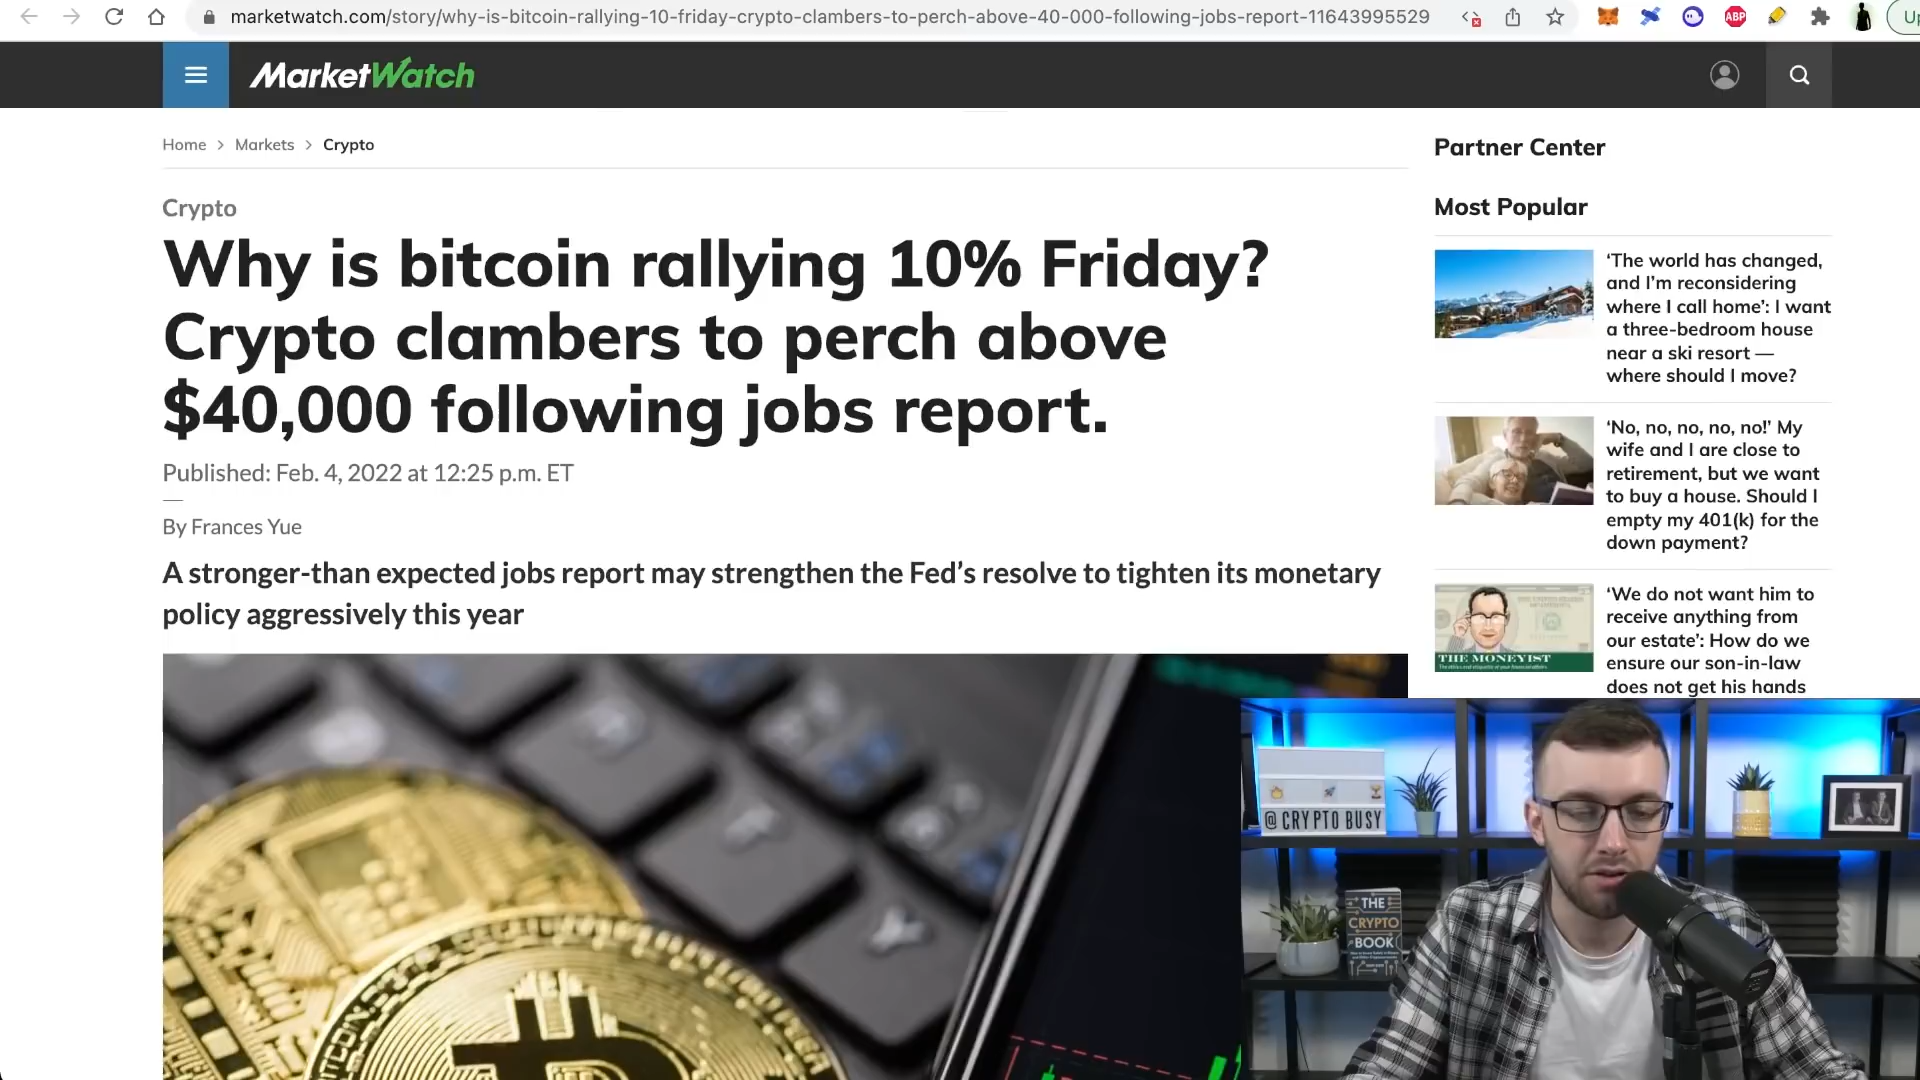 marketwatch.com/story/why-is-bitcoin-rallying-10-friday-crypto-clambers-to-perch-above-40-000-following-jobs-report-11643995529
ABP
Up
MarketWatch
Home > Markets > Crypto
Crypto
Why is bitcoin rallying 10% Friday?
Crypto clambers to perch above
$40,000 following jobs report.
Published: Feb. 4, 2022 at 12:25 p.m. ET
By Frances Yue
A stronger-than expected jobs report may strengthen the Fed’s resolve to tighten its monetary
policy aggressively this year
Partner Center
Most Popular
‘The world has changed,
and I’m reconsidering
where I call home’: I want
a three-bedroom house
near a ski resort —
where should I move?
‘No, no, no, no, no!’ My
wife and I are close to
retirement, but we want
to buy a house. Should I
empty my 401(k) for the
down payment?
THE MONEYIST
‘We do not want him to
receive anything from
our estate’: How do we
ensure our son-in-law
does not get his hands
@ CRYPTO BUSY
THE
CRYPTO
BOOK
BITCOIN